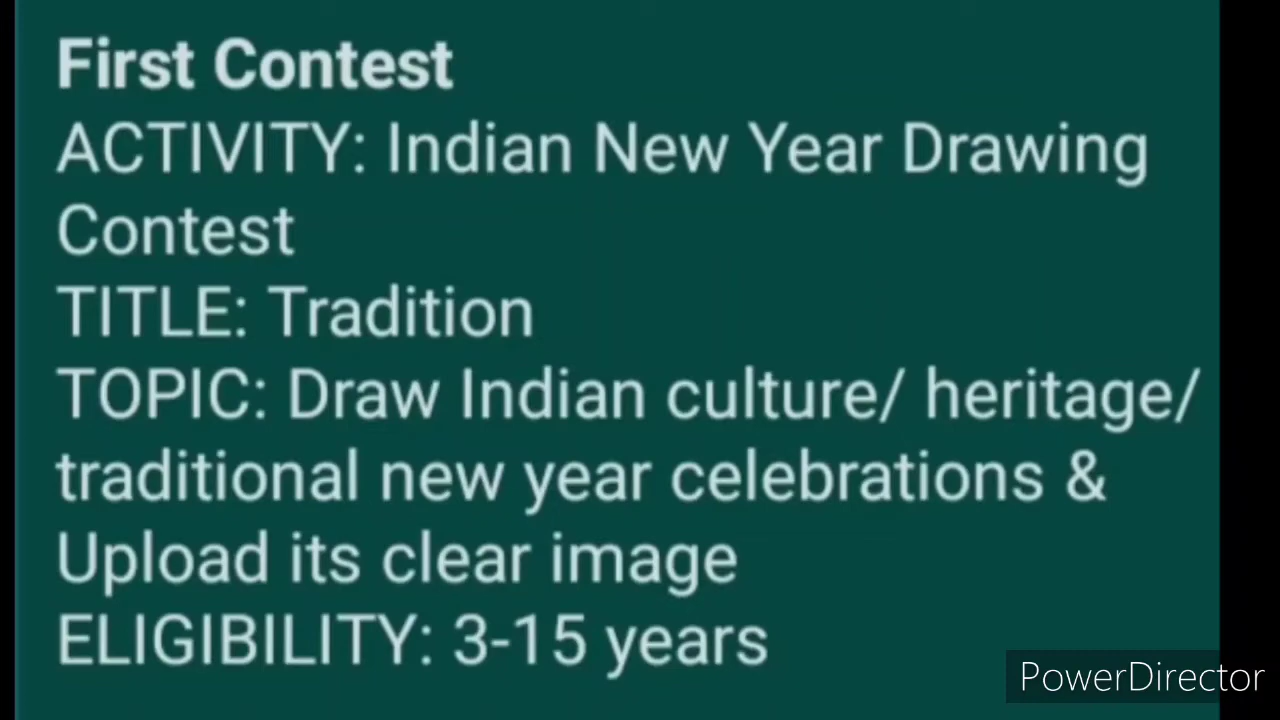 First Contest
ACTIVITY: Indian New Year Drawing
Contest
TITLE: Tradition
TOPIC: Draw Indian culture/ heritage/
traditional new year celebrations &
Upload its clear image
ELIGIBILITY: 3-15 years
PowerDirector